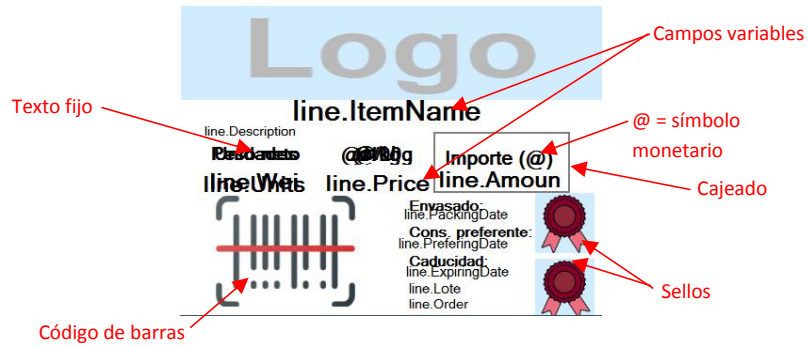 Logo
Campos variables
Texto fijo
line.ItemName
line.Description
@ = símbolo
monetario
Importe (@)
line.Price
line.Amoun
Cajeado
Envasado:
line.PackingDate
Cons. preferente:
line.PreferingDate
Caducidad:
line.ExpiringDate
line.Lote
line.Order
Sellos
Código de barras